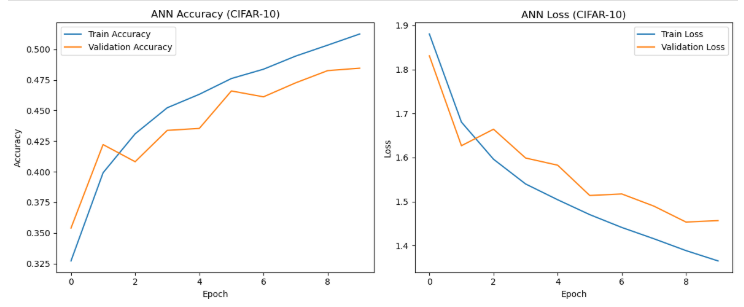 ANN Accuracy (CIFAR-10)
Train Accuracy
Validation Accuracy
Accuracy
0.500
0.475
0.450
0.425
0.400
0.375
0.350
0.325
0 2 4 6 8
Epoch
ANN Loss (CIFAR-10)
Train Loss
Validation Loss
Loss
1.9
1.8
1.7
1.6
1.5
1.4
0 2 4 6 8
Epoch